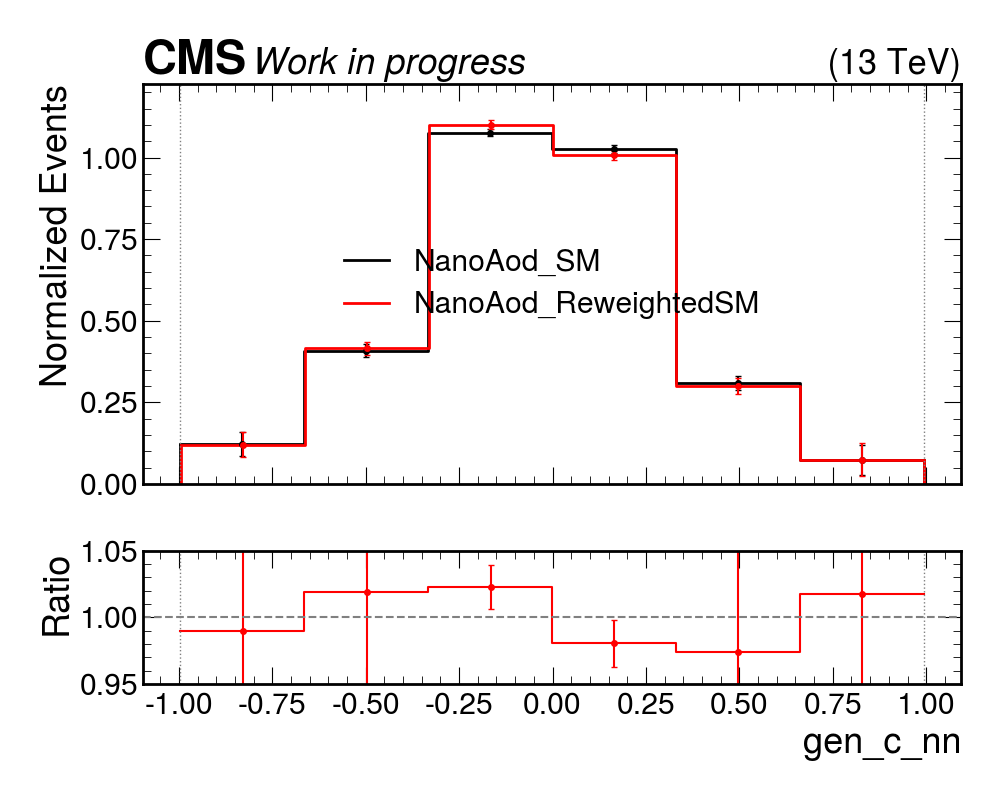 CMS Work in progress (13 TeV)
Normalized Events
1.00
0.75
0.50
0.25
0.00
NanoAod_SM
NanoAod_ReweightedSM
Ratio
1.05
1.00
0.95
-1.00 -0.75 -0.50 -0.25 0.00 0.25 0.50 0.75 1.00
gen_c_nn